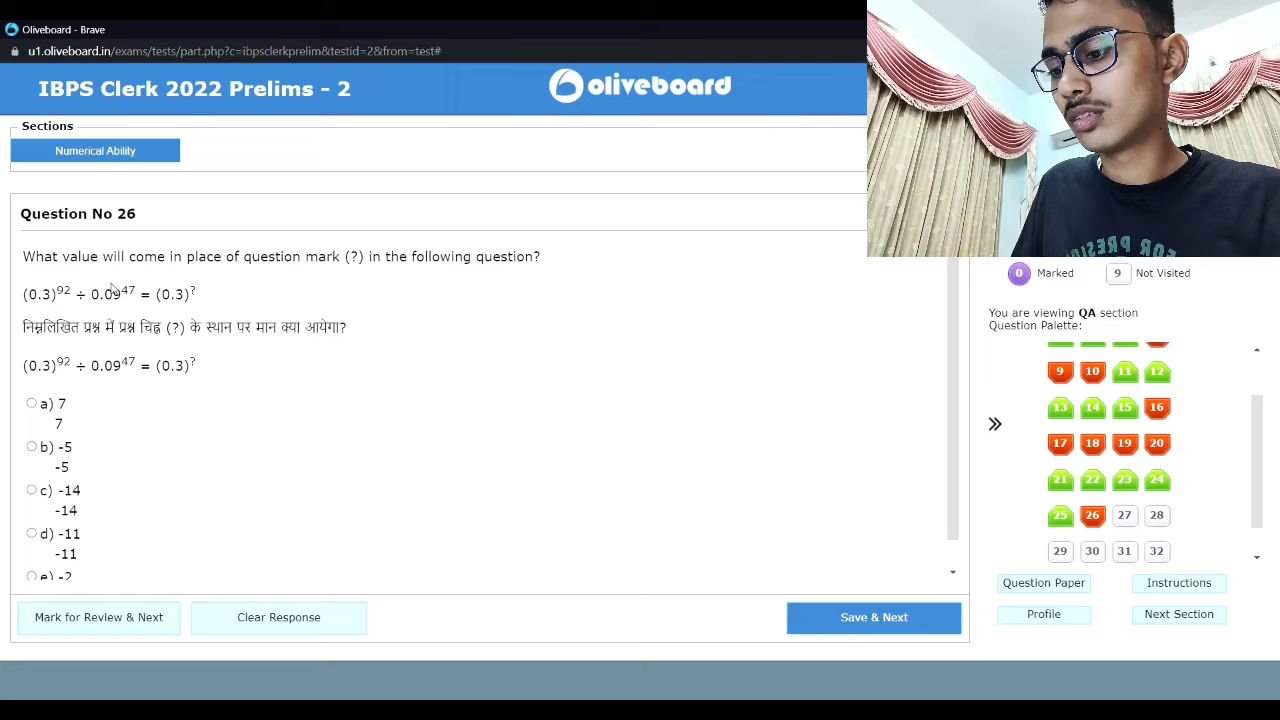 Oliveboard - Brave
u1.oliveboard.in/exams/tests/part.php?c=ibpsclerkprelim&testid=2&from=test#
IBPS Clerk 2022 Prelims - 2
oliveboard
Sections
Numerical Ability
Question No 26
What value will come in place of question mark (?) in the following question?
(0.3)^92 ÷ 0.09^47 = (0.3)^?
निम्नलिखित प्रश्न में प्रश्न चिह्न (?) के स्थान पर मान क्या आयेगा?
(0.3)^92 ÷ 0.09^47 = (0.3)^?
a) 7
7
b) -5
-5
c) -14
-14
d) -11
-11
e) -2
Mark for Review & Next
Clear Response
Save & Next
0 Marked
9 Not Visited
You are viewing QA section
Question Palette:
9 10 11 12
13 14 15 16
17 18 19 20
21 22 23 24
25 26 27 28
29 30 31 32
Question Paper
Instructions
Profile
Next Section